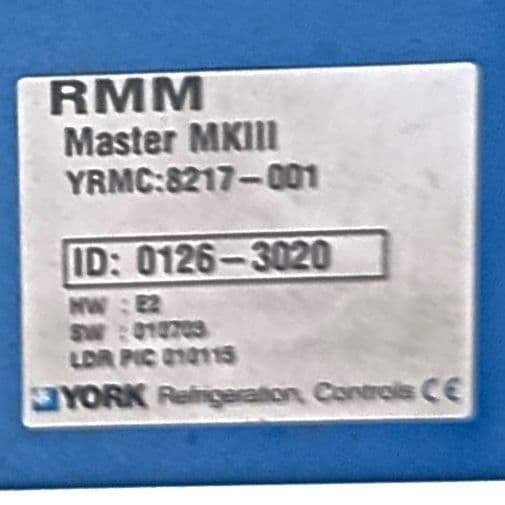 RMM
Master MKIII
YRMC:8217-001
ID: 0126-3020
HW : E2
SW : 010703
LDR PIC 010115
YORK Refrigeration, Controls CE